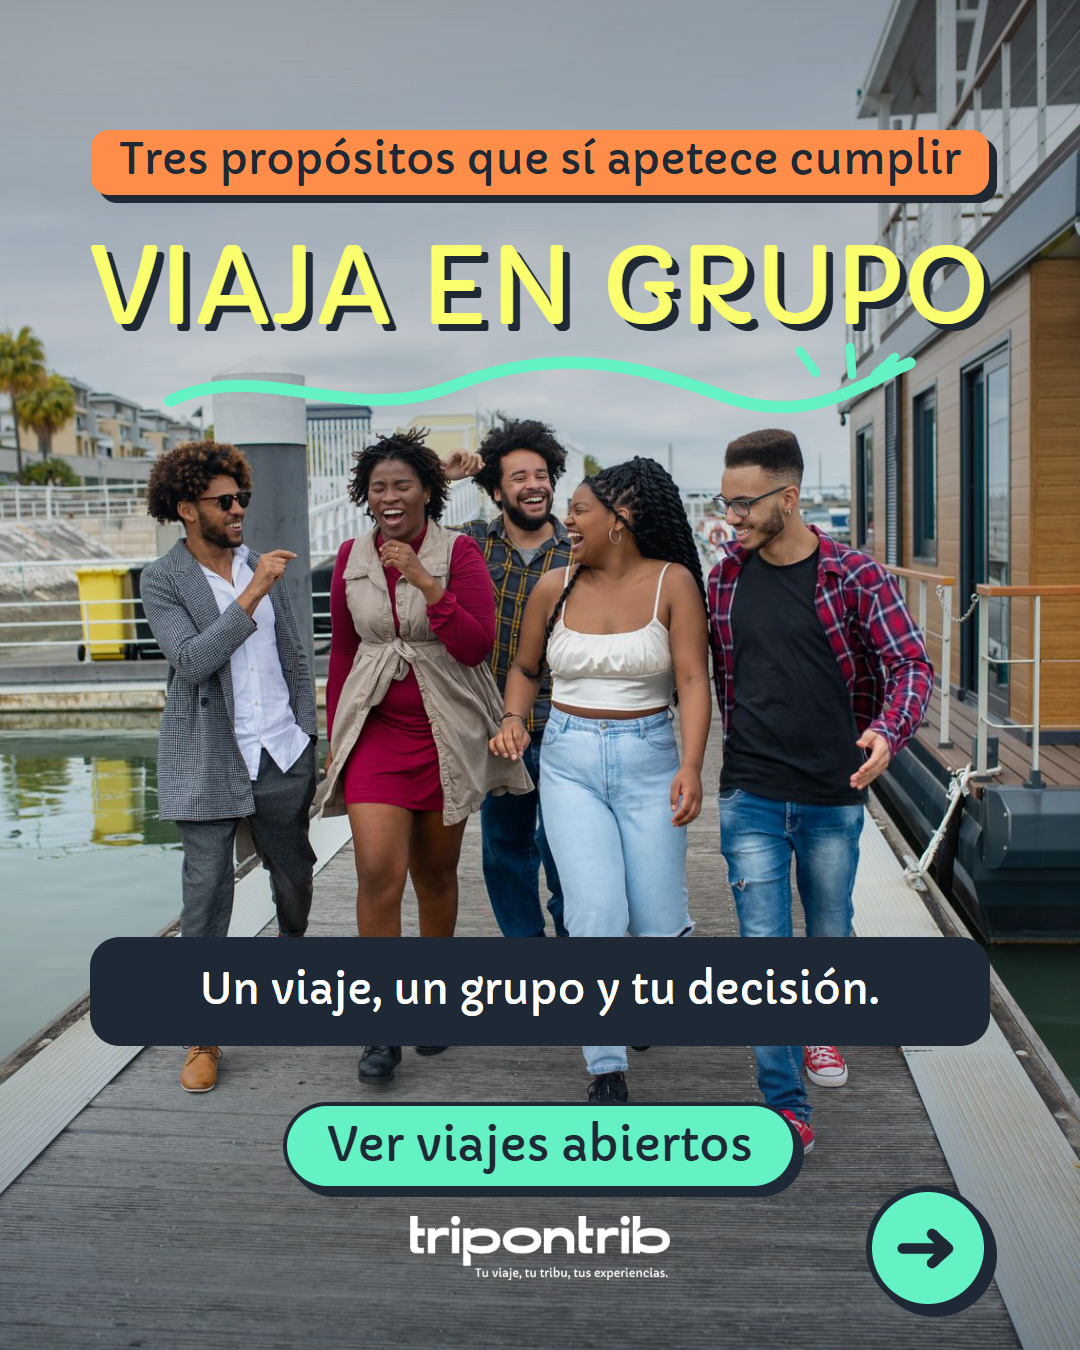 Tres propósitos que sí apetece cumplir
VIAJA EN GRUPO
Un viaje, un grupo y tu decisión.
Ver viajes abiertos
tripontrib
Tu viaje, tu tribu, tus experiencias.